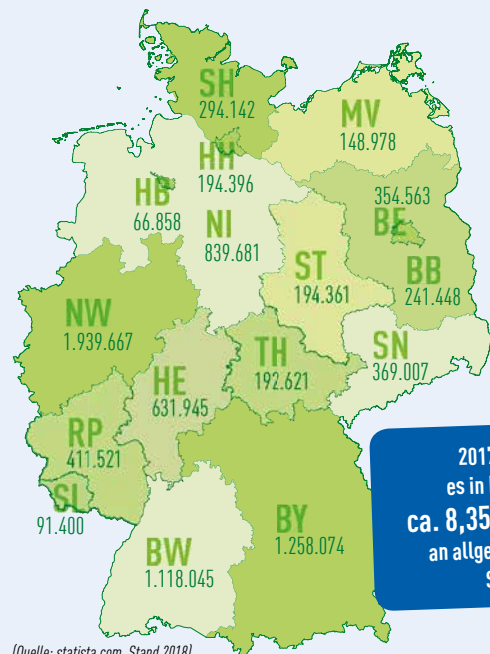 SH
294.142
MV
148.978
HH
194.396
HB
66.858
354.563
BE
NI
839.681
BB
241.448
ST
194.361
NW
1.939.667
SN
369.007
TH
192.621
HE
631.945
RP
411.521
SL
91.400
BY
1.258.074
BW
1.118.045
2017
es in
ca. 8,35
an allge
(Quelle: statista.com, Stand 2018)